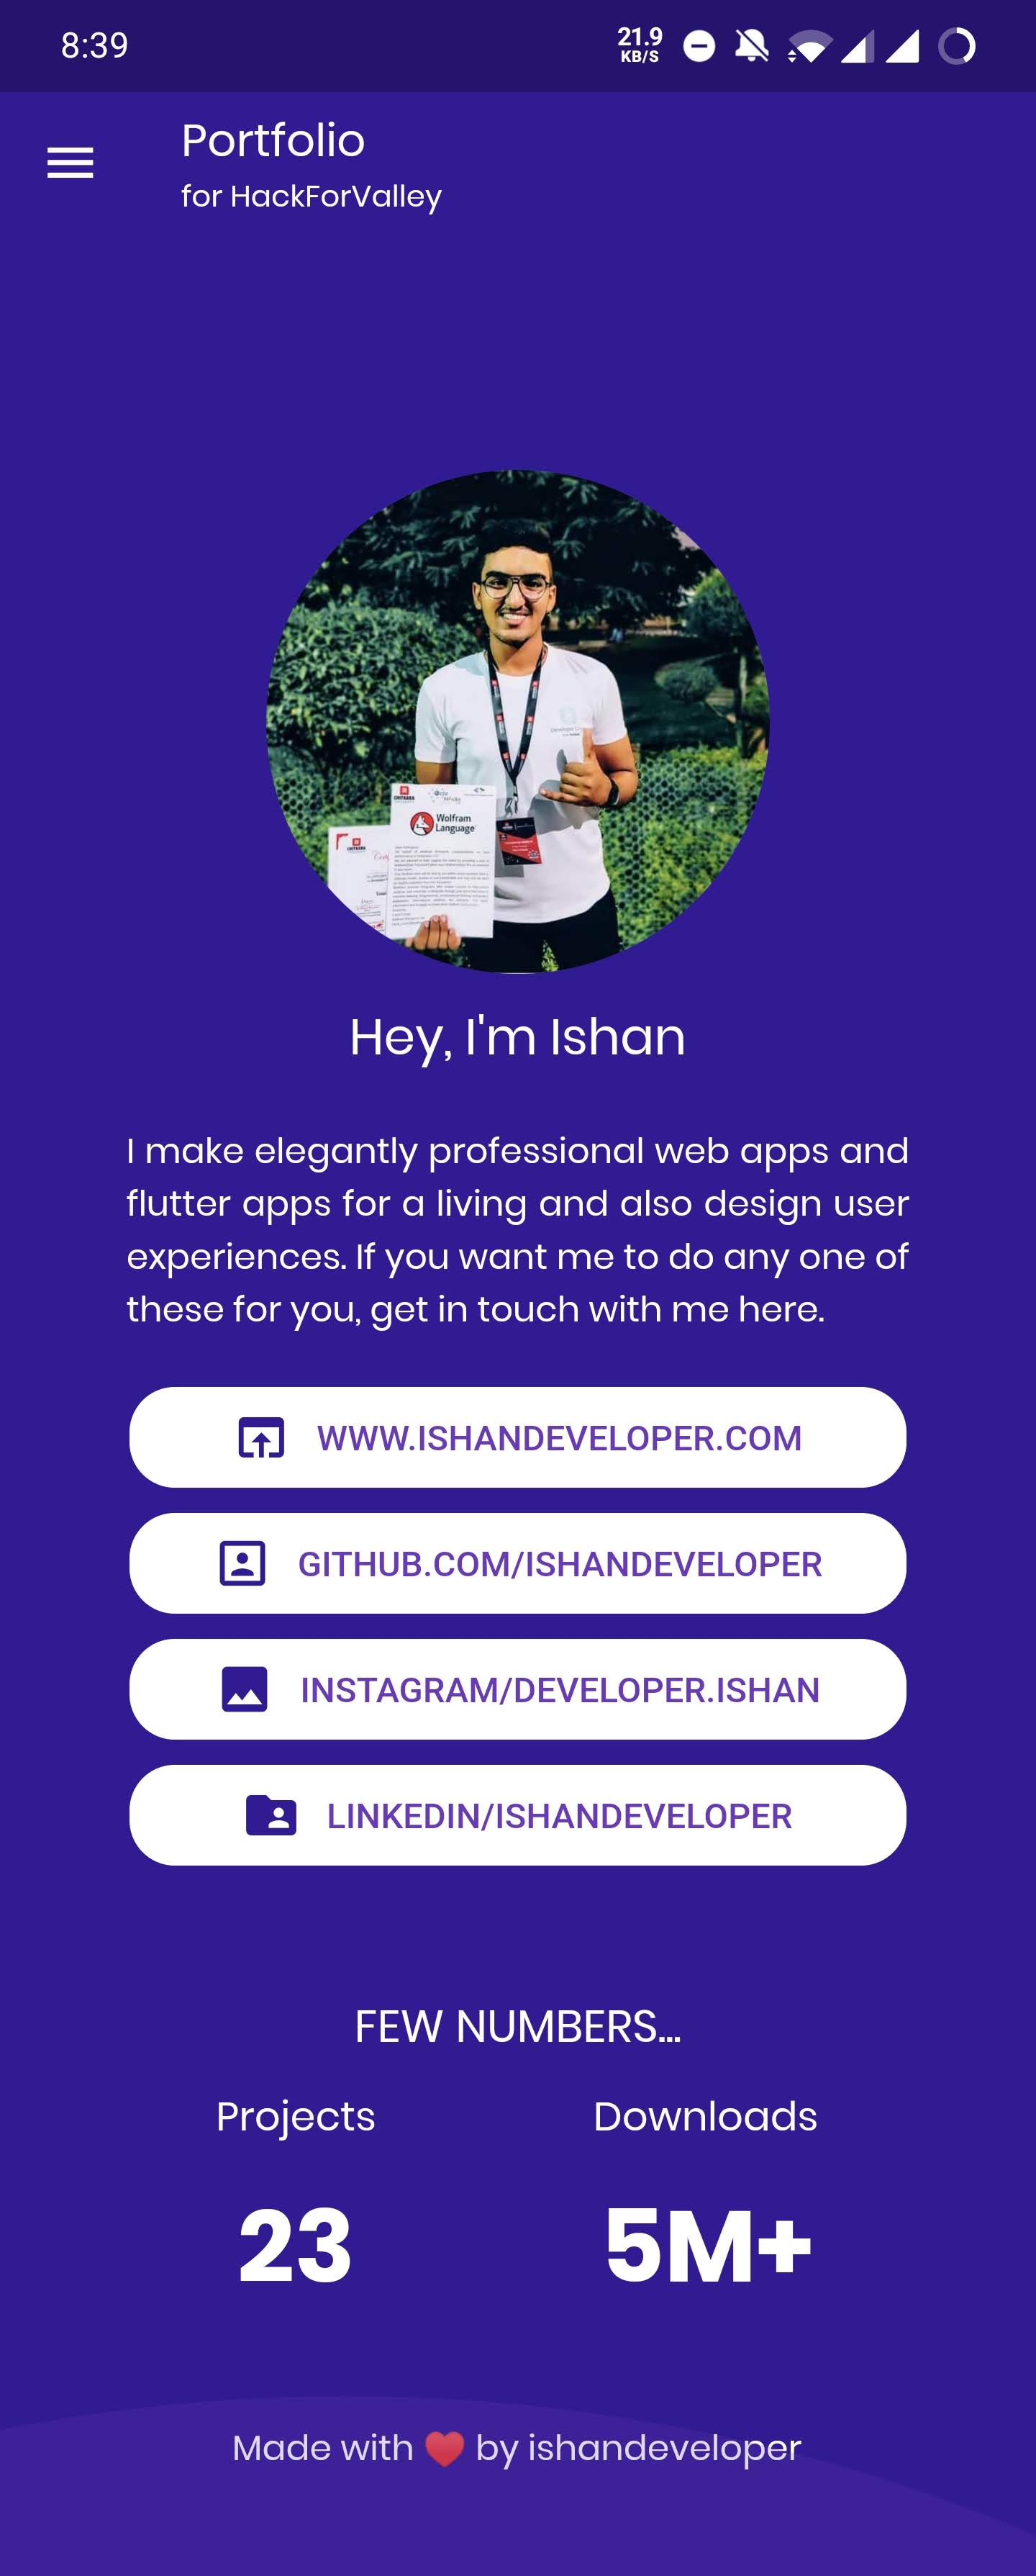 8:39
21.9
KB/S
Portfolio
for HackForValley
CHITKARA
Wolfram
Language
CHITKARA
Hey, I'm Ishan
I make elegantly professional web apps and
flutter apps for a living and also design user
experiences. If you want me to do any one of
these for you, get in touch with me here.
WWW.ISHANDEVELOPER.COM
GITHUB.COM/ISHANDEVELOPER
INSTAGRAM/DEVELOPER.ISHAN
LINKEDIN/ISHANDEVELOPER
FEW NUMBERS...
Projects
Downloads
23
5M+
Made with ❤️ by ishandeveloper